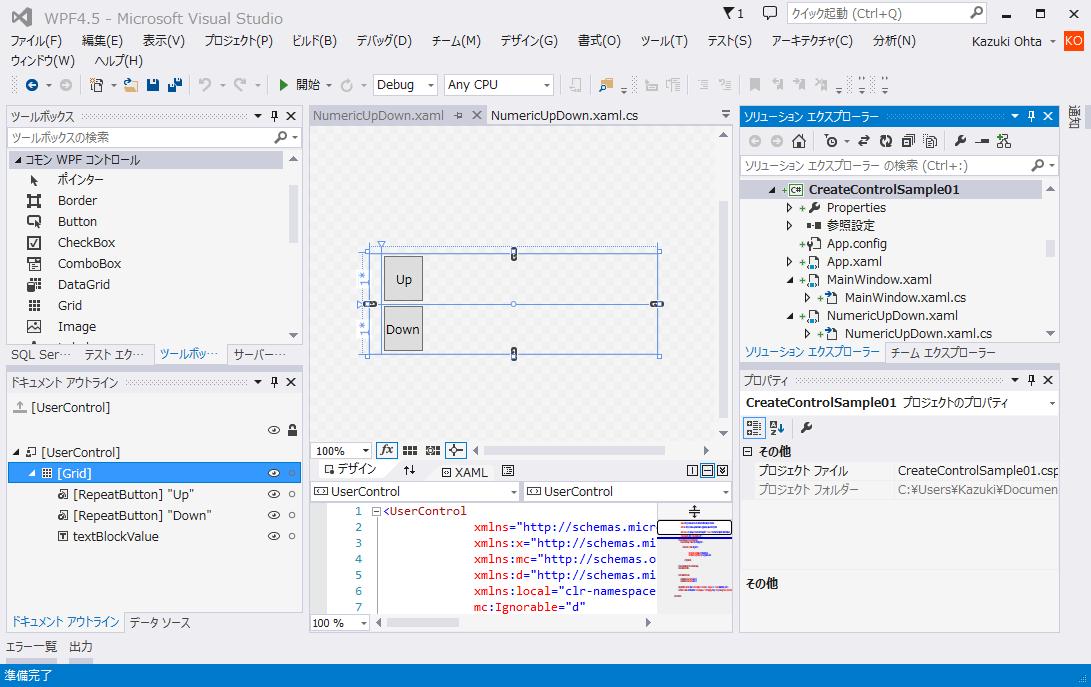 WPF4.5 - Microsoft Visual Studio
1
クイック起動 (Ctrl+Q)
ファイル(F) 編集(E) 表示(V) プロジェクト(P) ビルド(B) デバッグ(D) チーム(M) デザイン(G) 書式(O) ツール(T) テスト(S) アーキテクチャ(C) 分析(N)
Kazuki Ohta KO
ウィンドウ(W) ヘルプ(H)
開始 Debug Any CPU
ツールボックス
ツールボックスの検索
コモン WPF コントロール
ポインター
Border
Button
CheckBox
ComboBox
DataGrid
Grid
Image
SQL Ser… テスト エク… ツールボッ… サーバー…
ドキュメント アウトライン
[UserControl]
[UserControl]
[Grid]
[RepeatButton] "Up"
[RepeatButton] "Down"
textBlockValue
ドキュメント アウトライン データ ソース
NumericUpDown.xaml NumericUpDown.xaml.cs
1*
1*
Up
Down
100% fx
デザイン XAML
UserControl UserControl
1 <UserControl
2 xmlns="http://schemas.micr
3 xmlns:x="http://schemas.mi
4 xmlns:mc="http://schemas.o
5 xmlns:d="http://schemas.mi
6 xmlns:local="clr-namespace
7 mc:Ignorable="d"
100 %
ソリューション エクスプローラー
ソリューション エクスプローラー の検索 (Ctrl+:)
C# CreateControlSample01
Properties
参照設定
App.config
App.xaml
MainWindow.xaml
MainWindow.xaml.cs
NumericUpDown.xaml
NumericUpDown.xaml.cs
ソリューション エクスプローラー チーム エクスプローラー
プロパティ
CreateControlSample01 プロジェクトのプロパティ
その他
プロジェクト ファイル CreateControlSample01.csp
プロジェクト フォルダー C:¥Users¥Kazuki¥Documen
その他
通知
エラー一覧 出力
準備完了